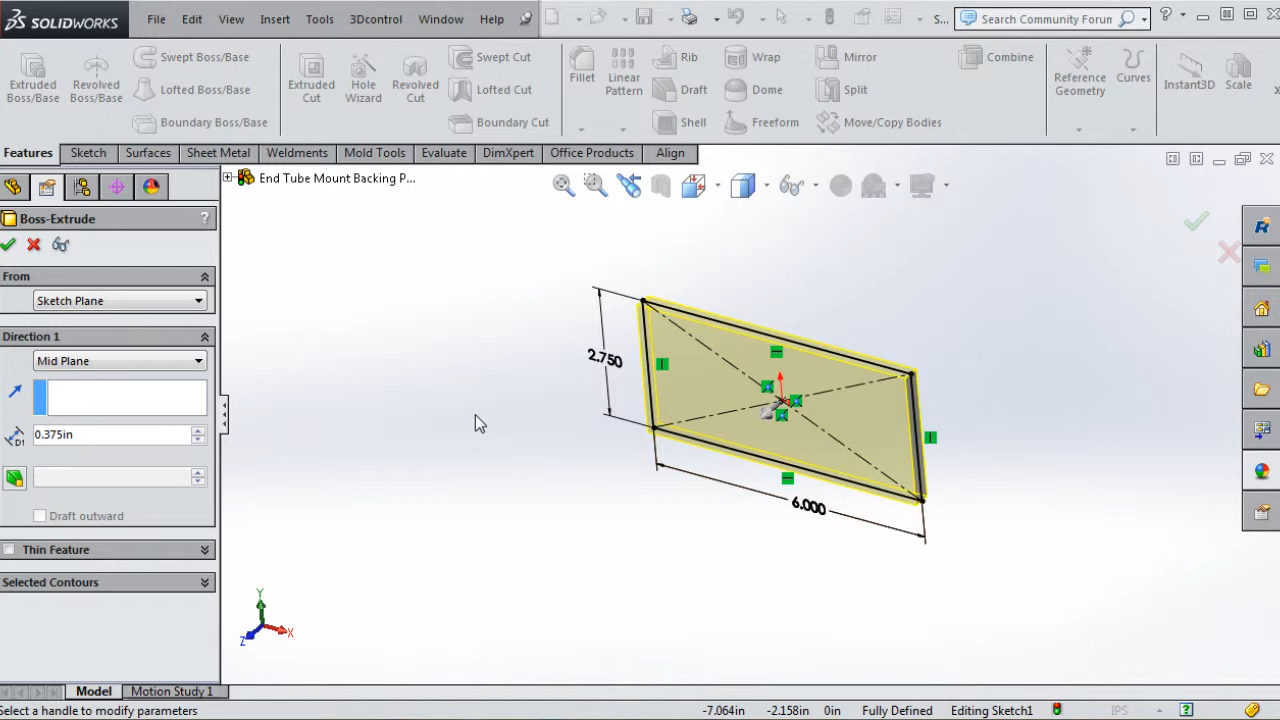 SOLIDWORKS File Edit View Insert Tools 3Dcontrol Window Help S... Search Community Forum ?
Extruded Boss/Base
Revolved Boss/Base
Swept Boss/Base
Lofted Boss/Base
Boundary Boss/Base
Extruded Cut
Hole Wizard
Revolved Cut
Swept Cut
Lofted Cut
Boundary Cut
Fillet
Linear Pattern
Rib
Draft
Shell
Wrap
Dome
Freeform
Mirror
Split
Move/Copy Bodies
Combine
Reference Geometry
Curves
Instant3D
Scale
Features Sketch Surfaces Sheet Metal Weldments Mold Tools Evaluate DimXpert Office Products Align
End Tube Mount Backing P...
Boss-Extrude ?
From
Sketch Plane
Direction 1
Mid Plane
D1 0.375in
Draft outward
Thin Feature
Selected Contours
2.750
6.000
Y
X
Z
Model Motion Study 1
Select a handle to modify parameters -7.064in -2.158in 0in Fully Defined Editing Sketch1 IPS ?